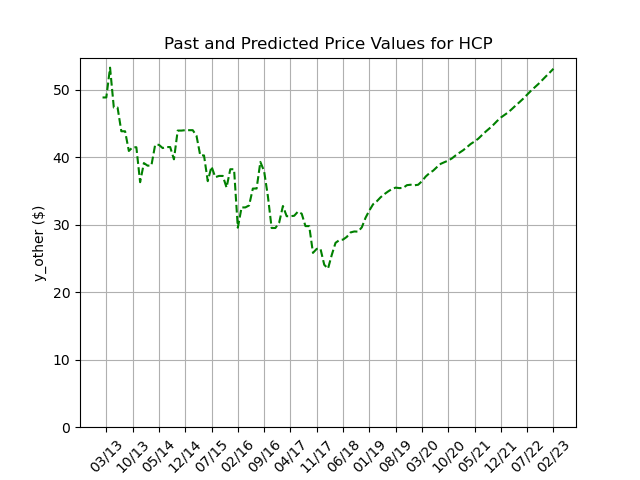 Past and Predicted Price Values for HCP
y_other ($)
50
40
30
20
10
0
03/13 10/13 05/14 12/14 07/15 02/16 09/16 04/17 11/17 06/18 01/19 08/19 03/20 10/20 05/21 12/21 07/22 02/23